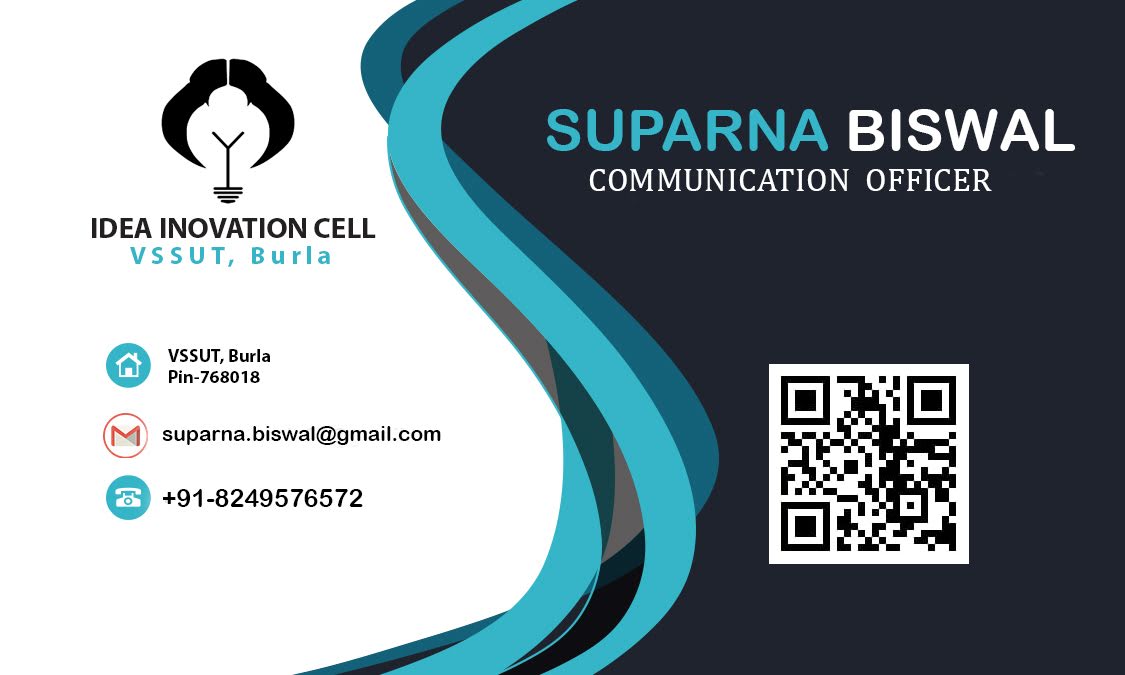 IDEA INOVATION CELL
VSSUT, Burla
SUPARNA BISWAL
COMMUNICATION OFFICER
VSSUT, Burla
Pin-768018
suparna.biswal@gmail.com
+91-8249576572